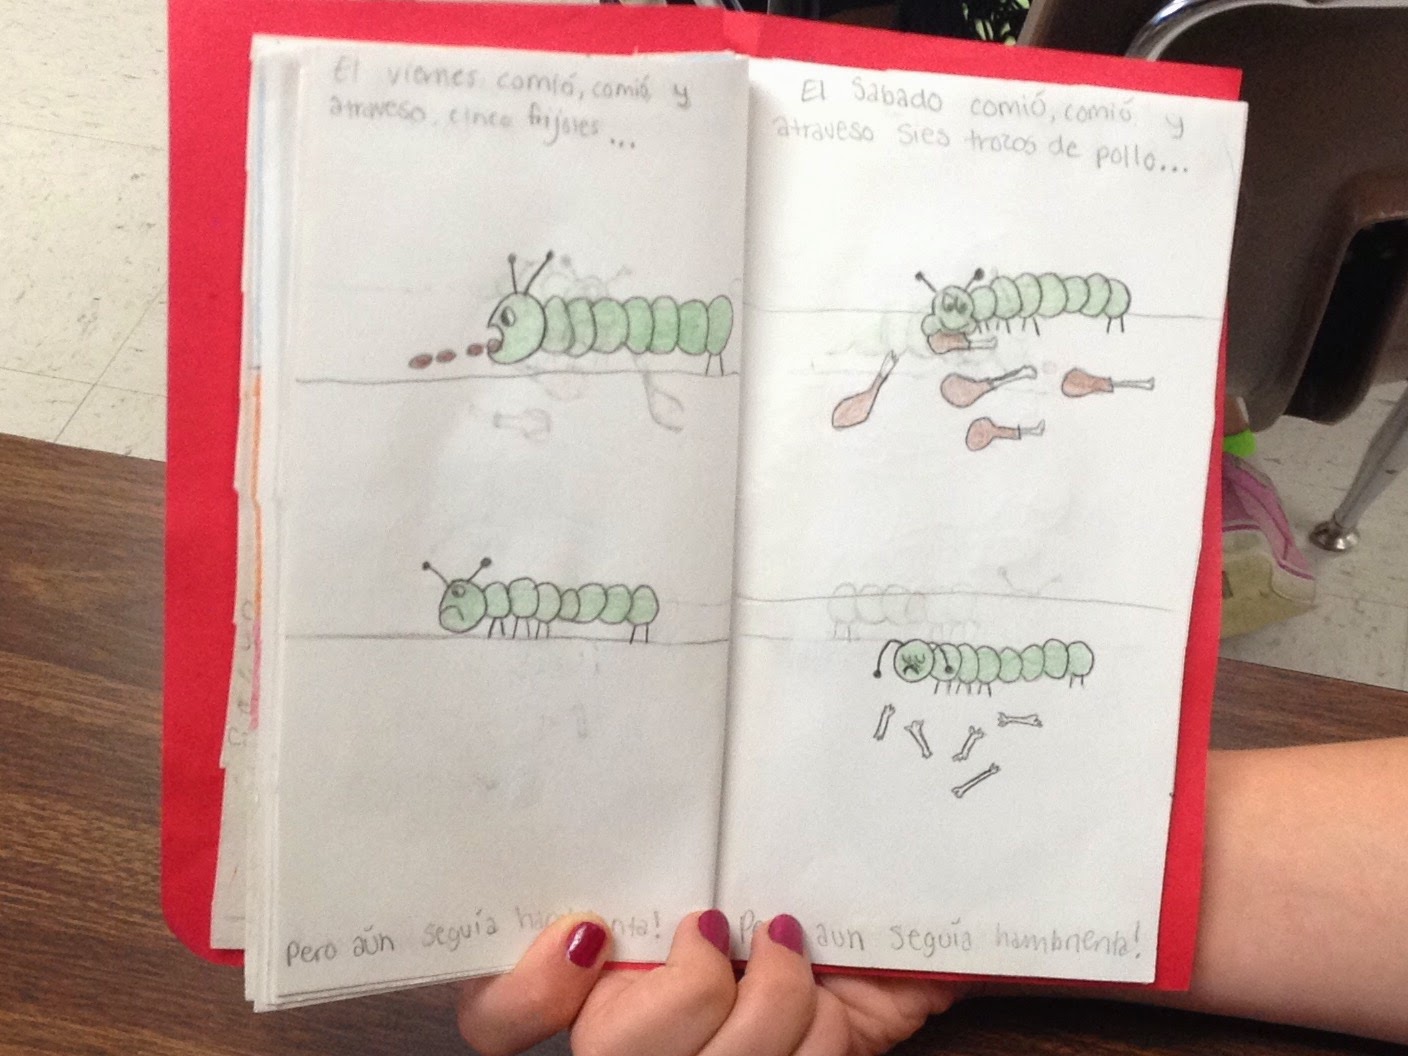 El viernes comió, comió y
atraveso, cinco frijoles...
Pero aún seguía hambrienta!
El Sabado comió, comió y
atraveso sies trozos de pollo...
aun seguía hambrienta!